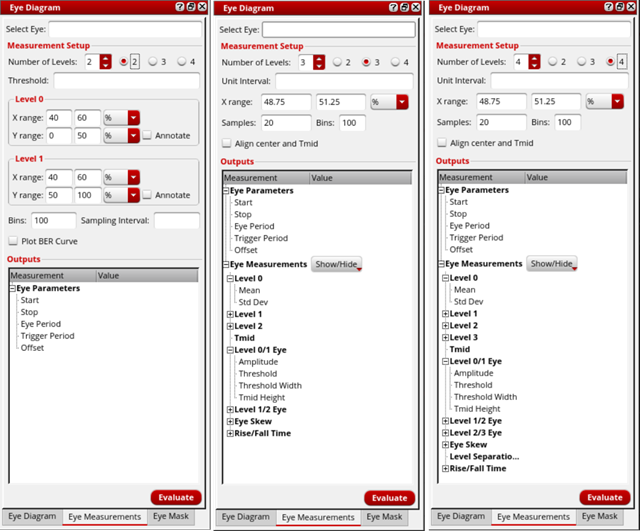 Eye Diagram
Select Eye:
Measurement Setup
Number of Levels: 2 2 3 4
Threshold:
Level 0
X range: 40 60 %
Y range: 0 50 % Annotate
Level 1
X range: 40 60 %
Y range: 50 100 % Annotate
Bins: 100 Sampling Interval:
Plot BER Curve
Outputs
Measurement Value
Eye Parameters
Start
Stop
Eye Period
Trigger Period
Offset
Evaluate
Eye Diagram Eye Measurements Eye Mask
Eye Diagram
Select Eye:
Measurement Setup
Number of Levels: 3 2 3 4
Unit Interval:
X range: 48.75 51.25 %
Samples: 20 Bins: 100
Align center and Tmid
Outputs
Measurement Value
Eye Parameters
Start
Stop
Eye Period
Trigger Period
Offset
Eye Measurements Show/Hide
Level 0
Mean
Std Dev
Level 1
Level 2
Tmid
Level 0/1 Eye
Amplitude
Threshold
Threshold Width
Tmid Height
Level 1/2 Eye
Eye Skew
Rise/Fall Time
Evaluate
Eye Diagram Eye Measurements Eye Mask
Eye Diagram
Select Eye:
Measurement Setup
Number of Levels: 4 2 3 4
Unit Interval:
X range: 48.75 51.25 %
Samples: 20 Bins: 100
Align center and Tmid
Outputs
Measurement Value
Eye Parameters
Start
Stop
Eye Period
Trigger Period
Offset
Eye Measurements Show/Hide
Level 0
Mean
Std Dev
Level 1
Level 2
Level 3
Tmid
Level 0/1 Eye
Amplitude
Threshold
Threshold Width
Tmid Height
Level 1/2 Eye
Level 2/3 Eye
Eye Skew
Level Separatio...
Rise/Fall Time
Evaluate
Eye Diagram Eye Measurements Eye Mask